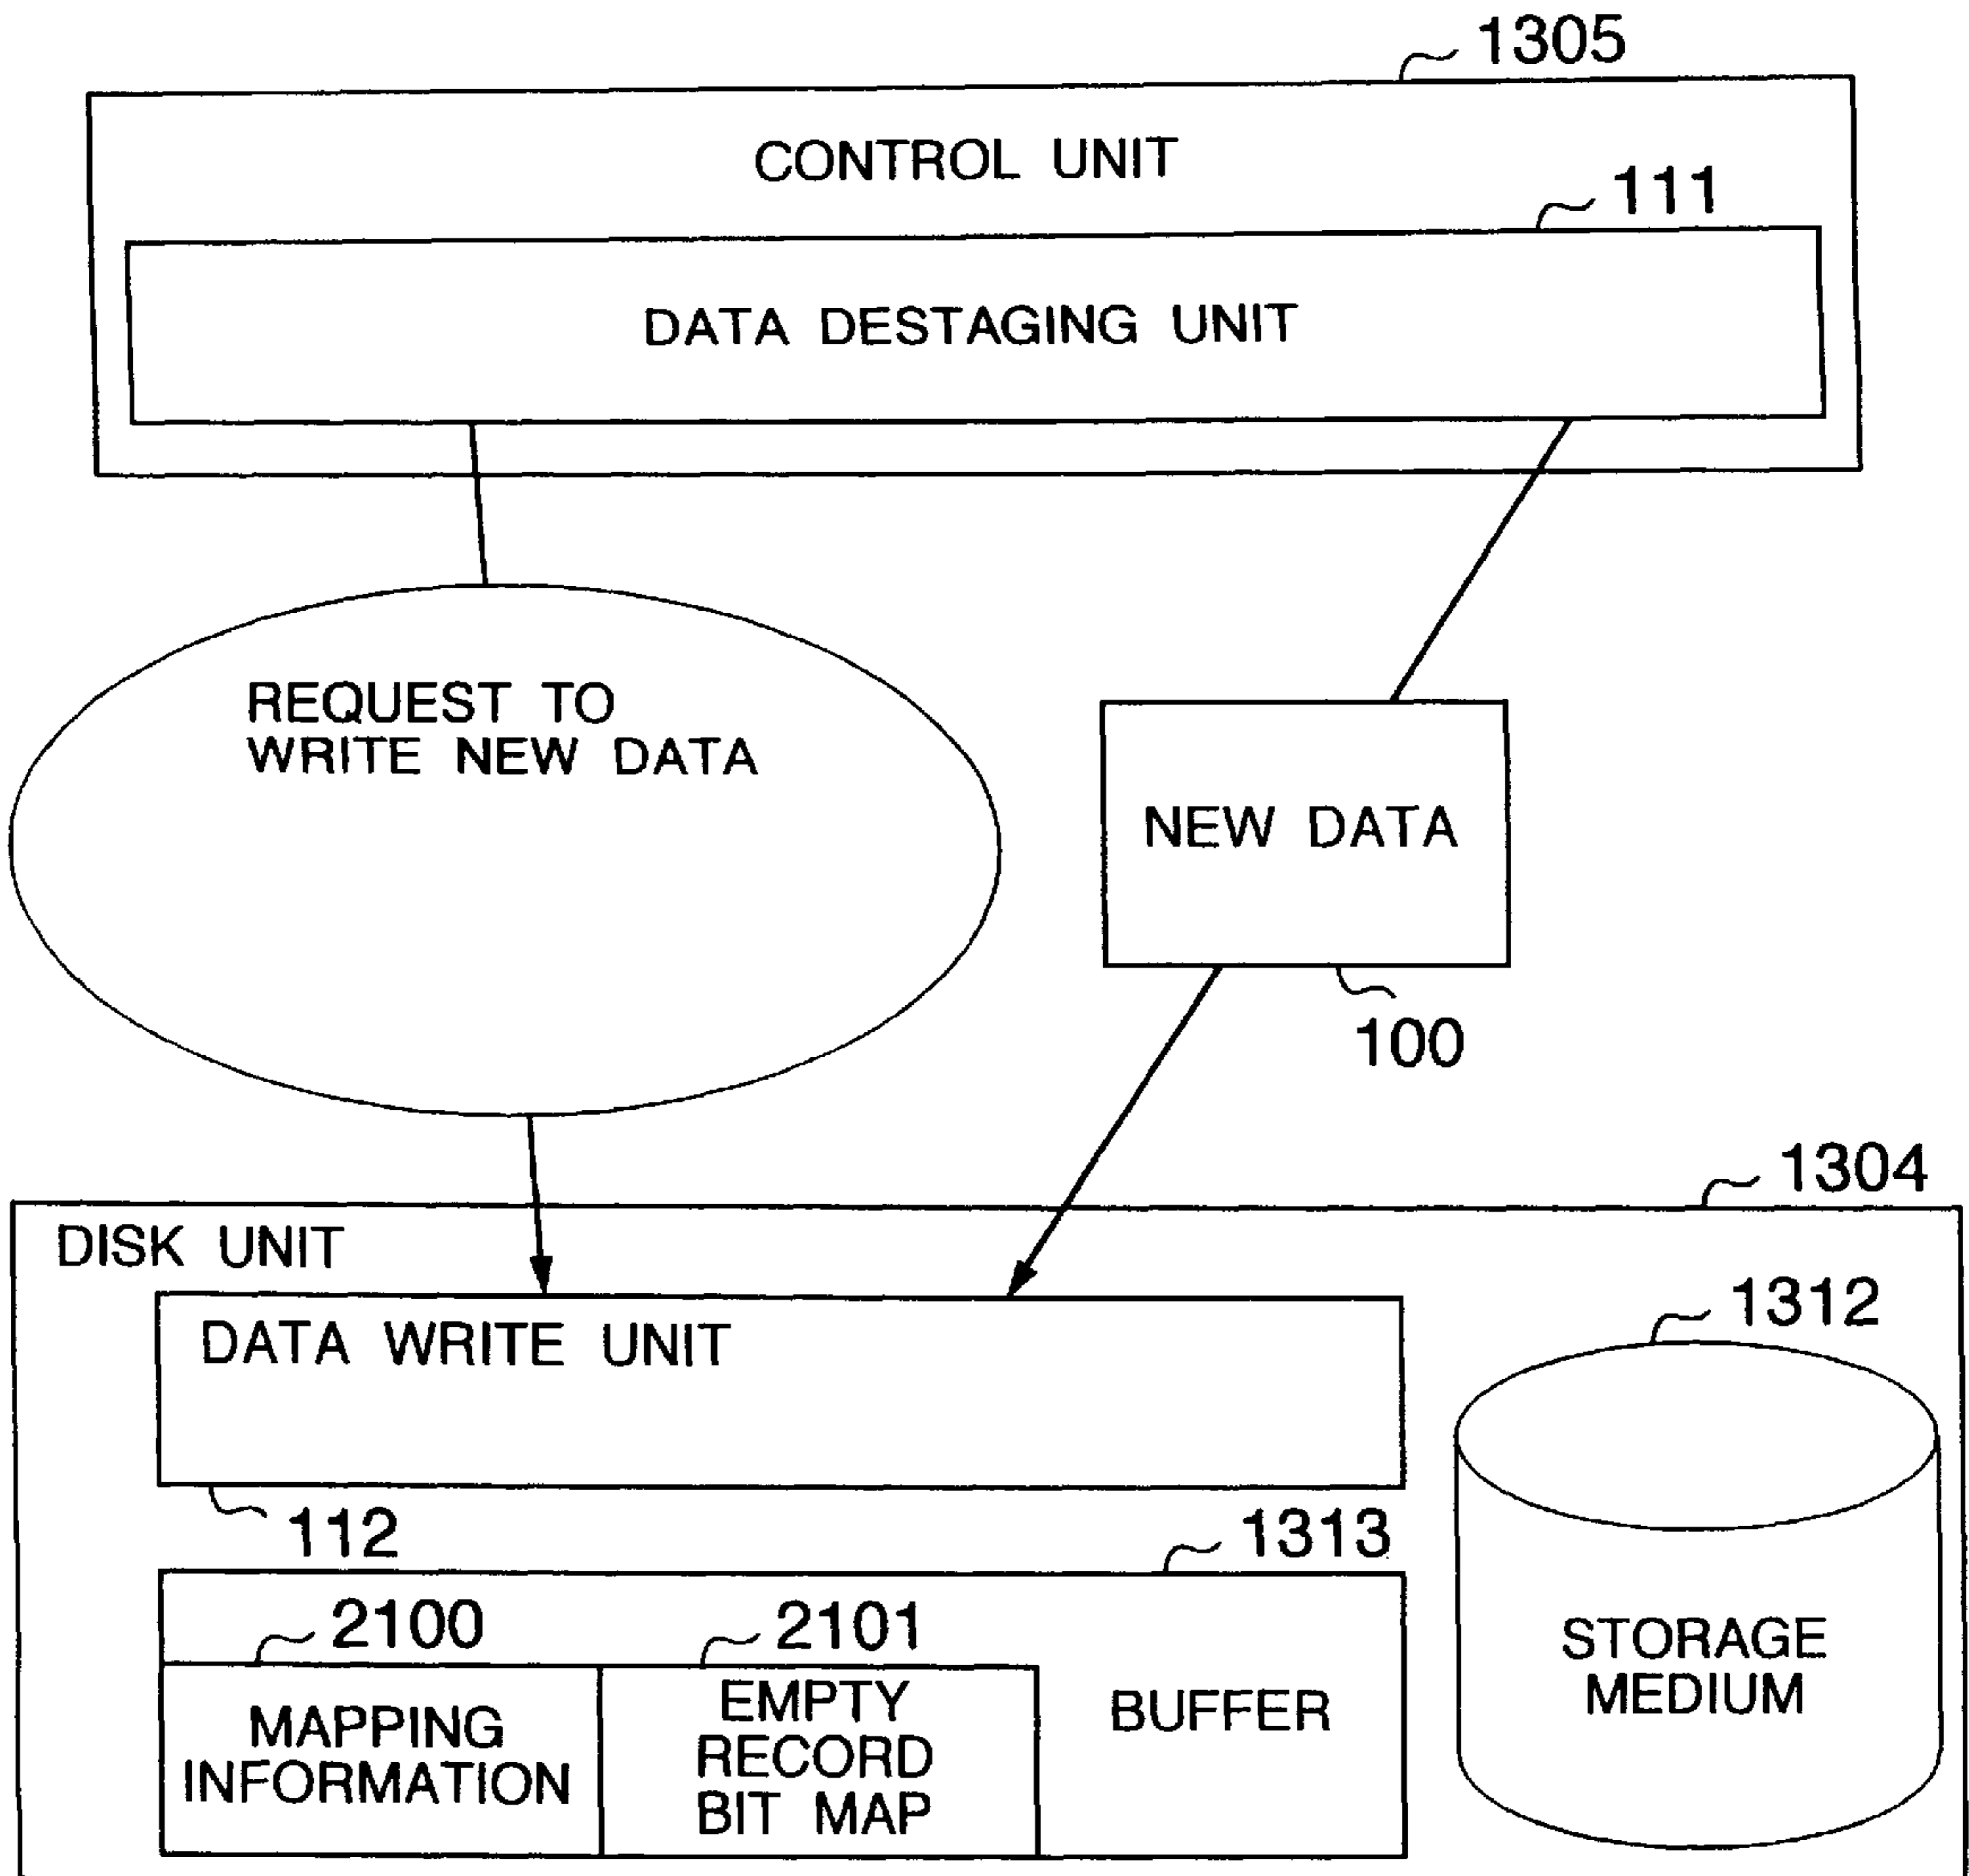 1305
CONTROL UNIT
111
DATA DESTAGING UNIT
REQUEST TO
WRITE NEW DATA
NEW DATA
100
1304
DISK UNIT
1312
DATA WRITE UNIT
112
1313
2100
2101
MAPPING
INFORMATION
EMPTY
RECORD
BIT MAP
BUFFER
STORAGE
MEDIUM